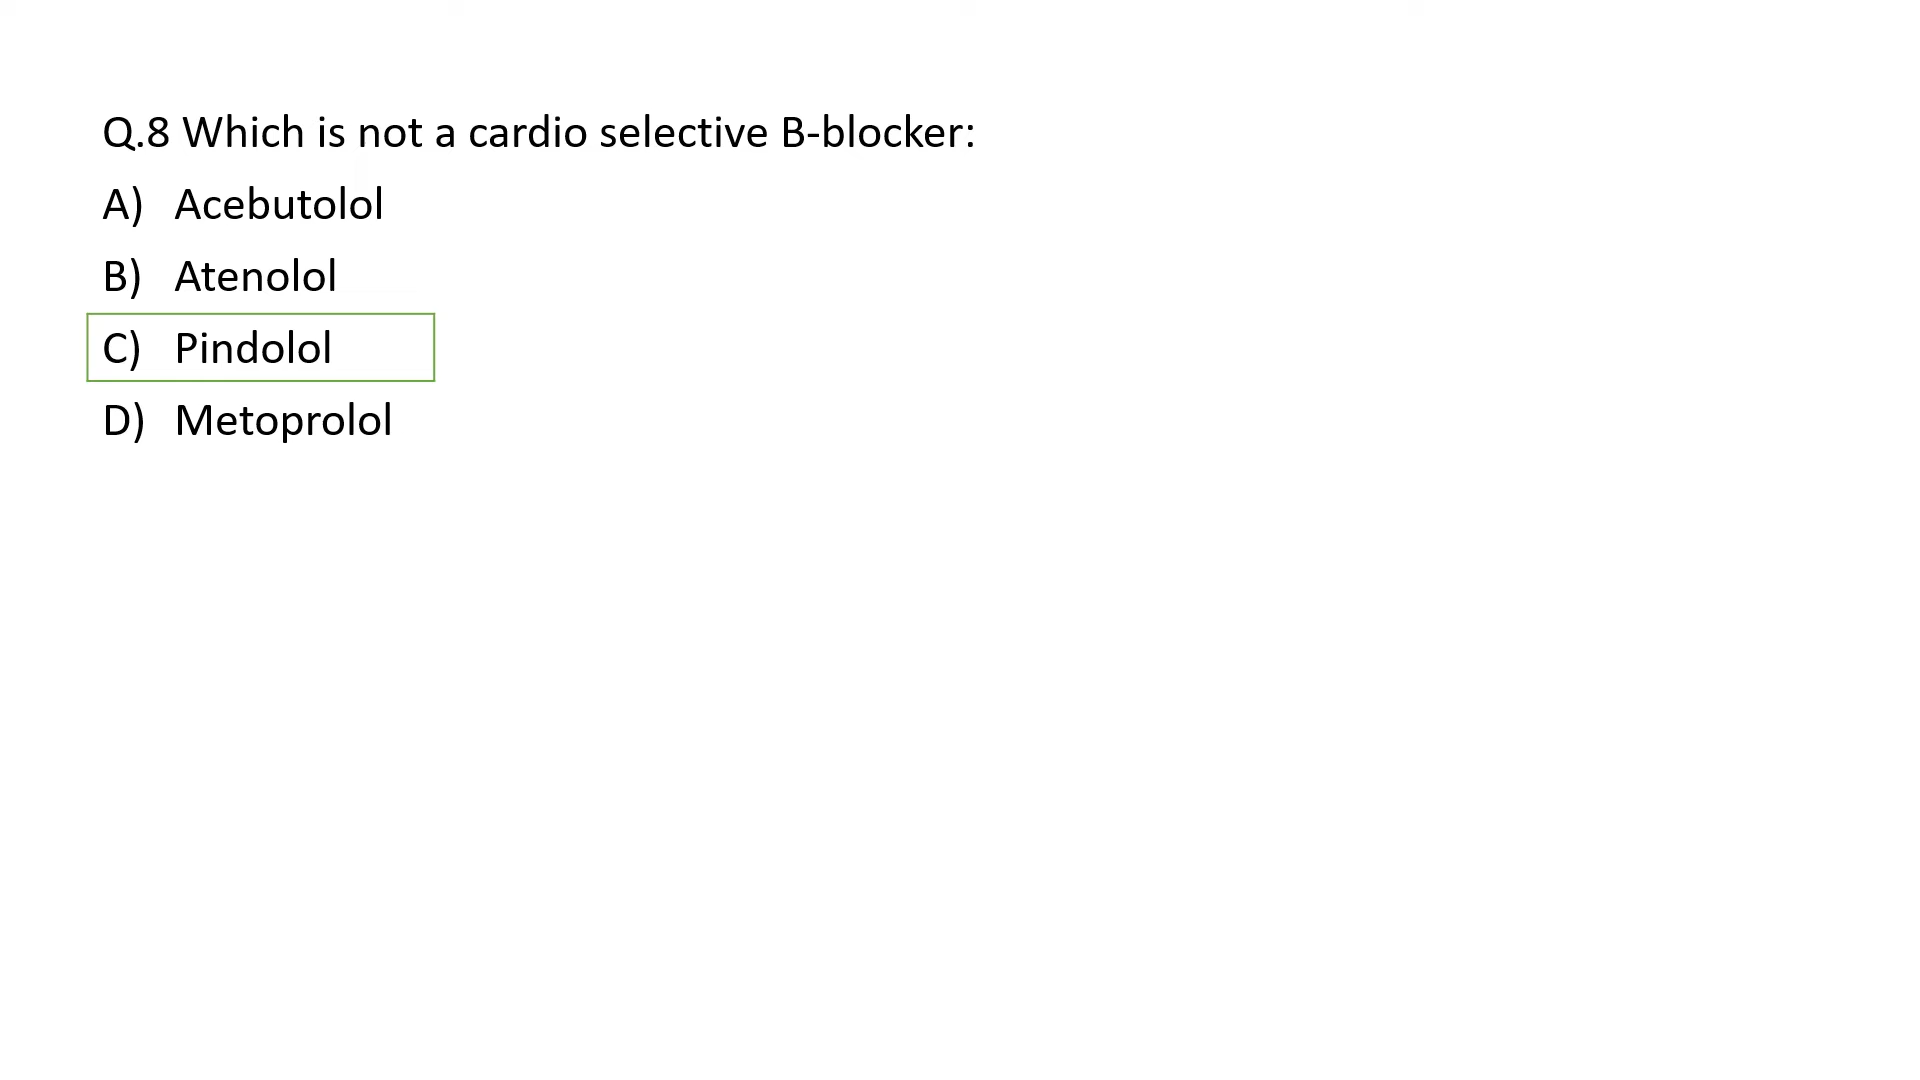 Q.8 Which is not a cardio selective B-blocker:
A) Acebutolol
B) Atenolol
C) Pindolol
D) Metoprolol